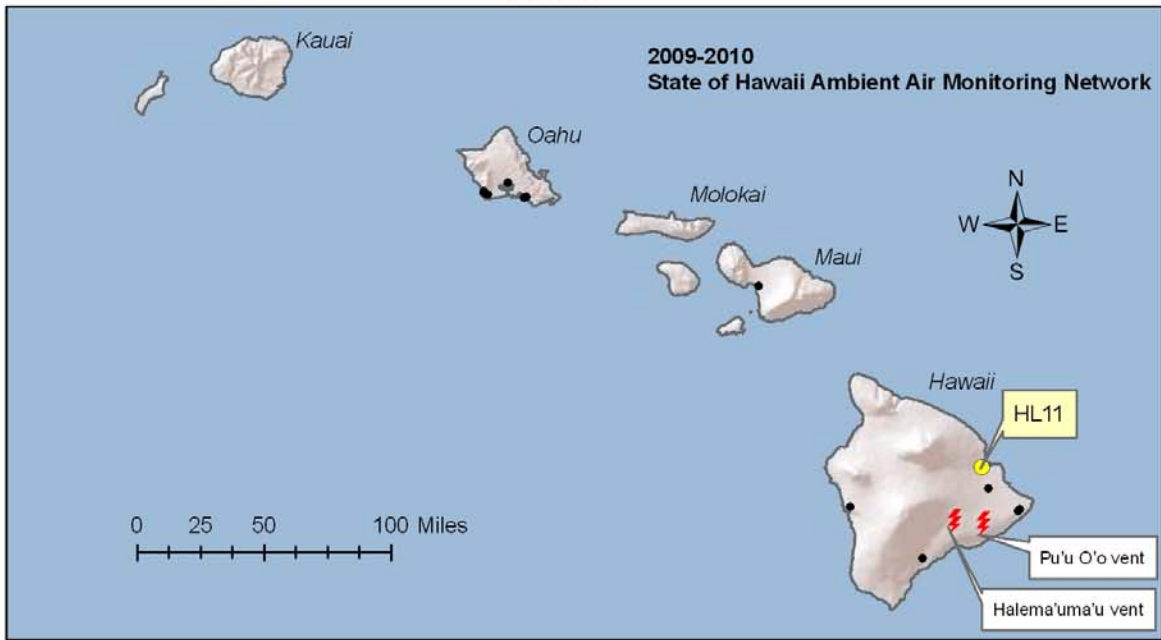 Kauai
2009-2010
State of Hawaii Ambient Air Monitoring Network
Oahu
Molokai
N
W E
S
Maui
Hawaii
HL11
0 25 50 100 Miles
Pu'u O'o vent
Halema'uma'u vent